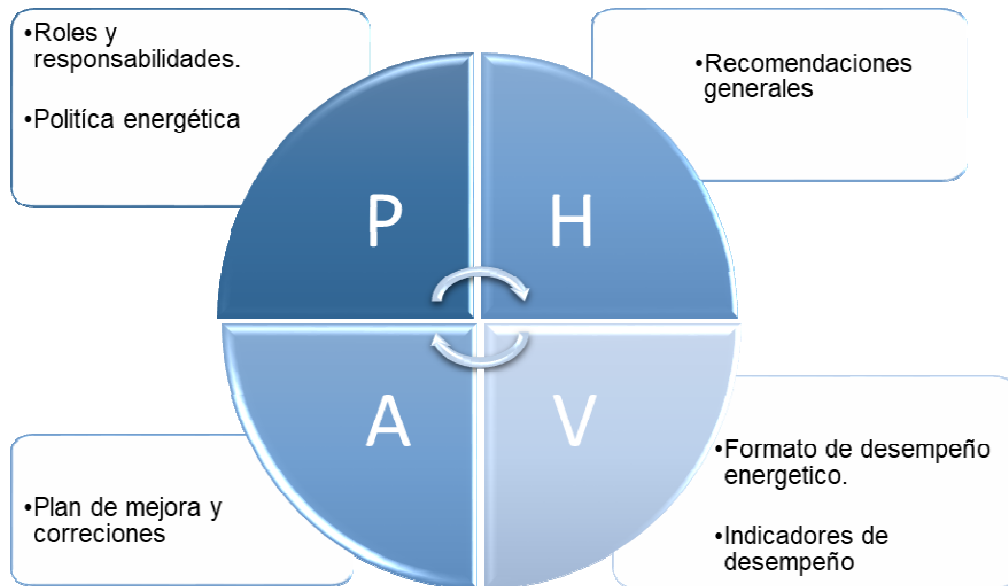 •Roles y
responsabilidades.
•Politíca energética
•Recomendaciones
generales
P
H
A
V
•Plan de mejora y
correciones
•Formato de desempeño
energetico.
•Indicadores de
desempeño